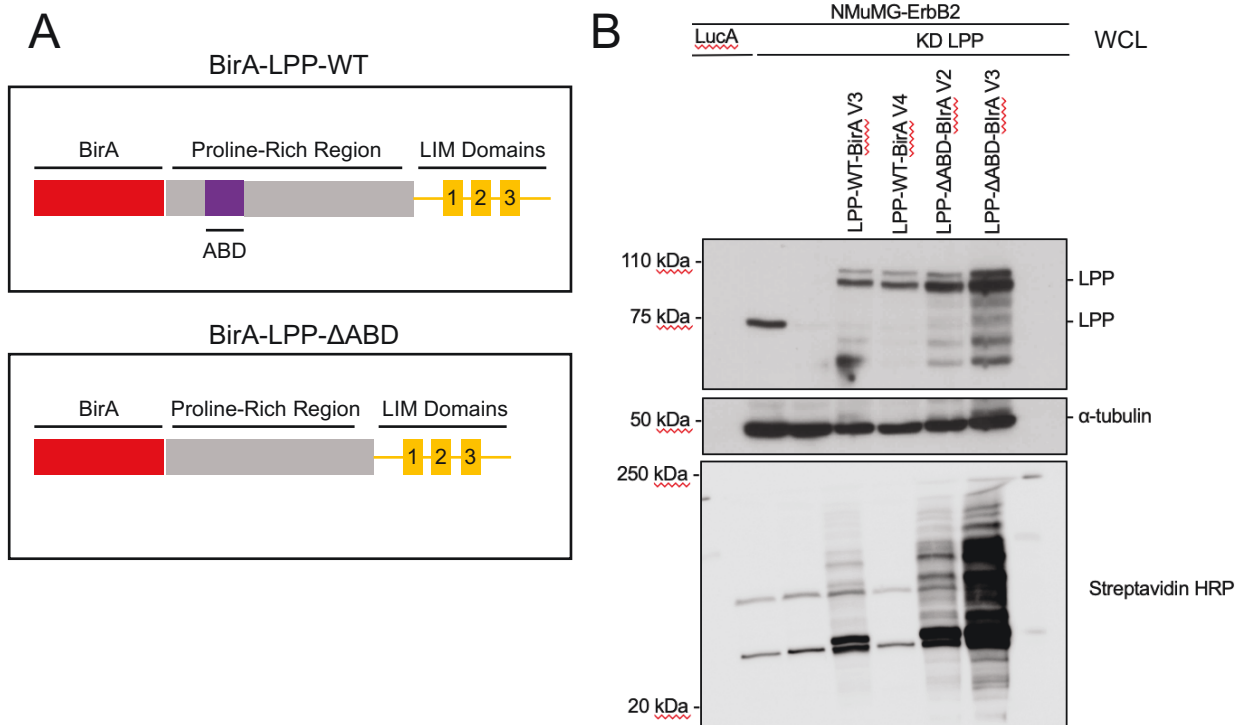 A
BirA-LPP-WT
BirA
Proline-Rich Region
LIM Domains
1 2 3
ABD
BirA-LPP-ΔABD
BirA
Proline-Rich Region
LIM Domains
1 2 3
B
NMuMG-ErbB2
LucA
KD LPP
WCL
LPP-WT-BirA V3
LPP-WT-BirA V4
LPP-ΔABD-BIrA V2
LPP-ΔABD-BIrA V3
110 kDa
LPP
75 kDa
LPP
50 kDa
α-tubulin
250 kDa
Streptavidin HRP
20 kDa